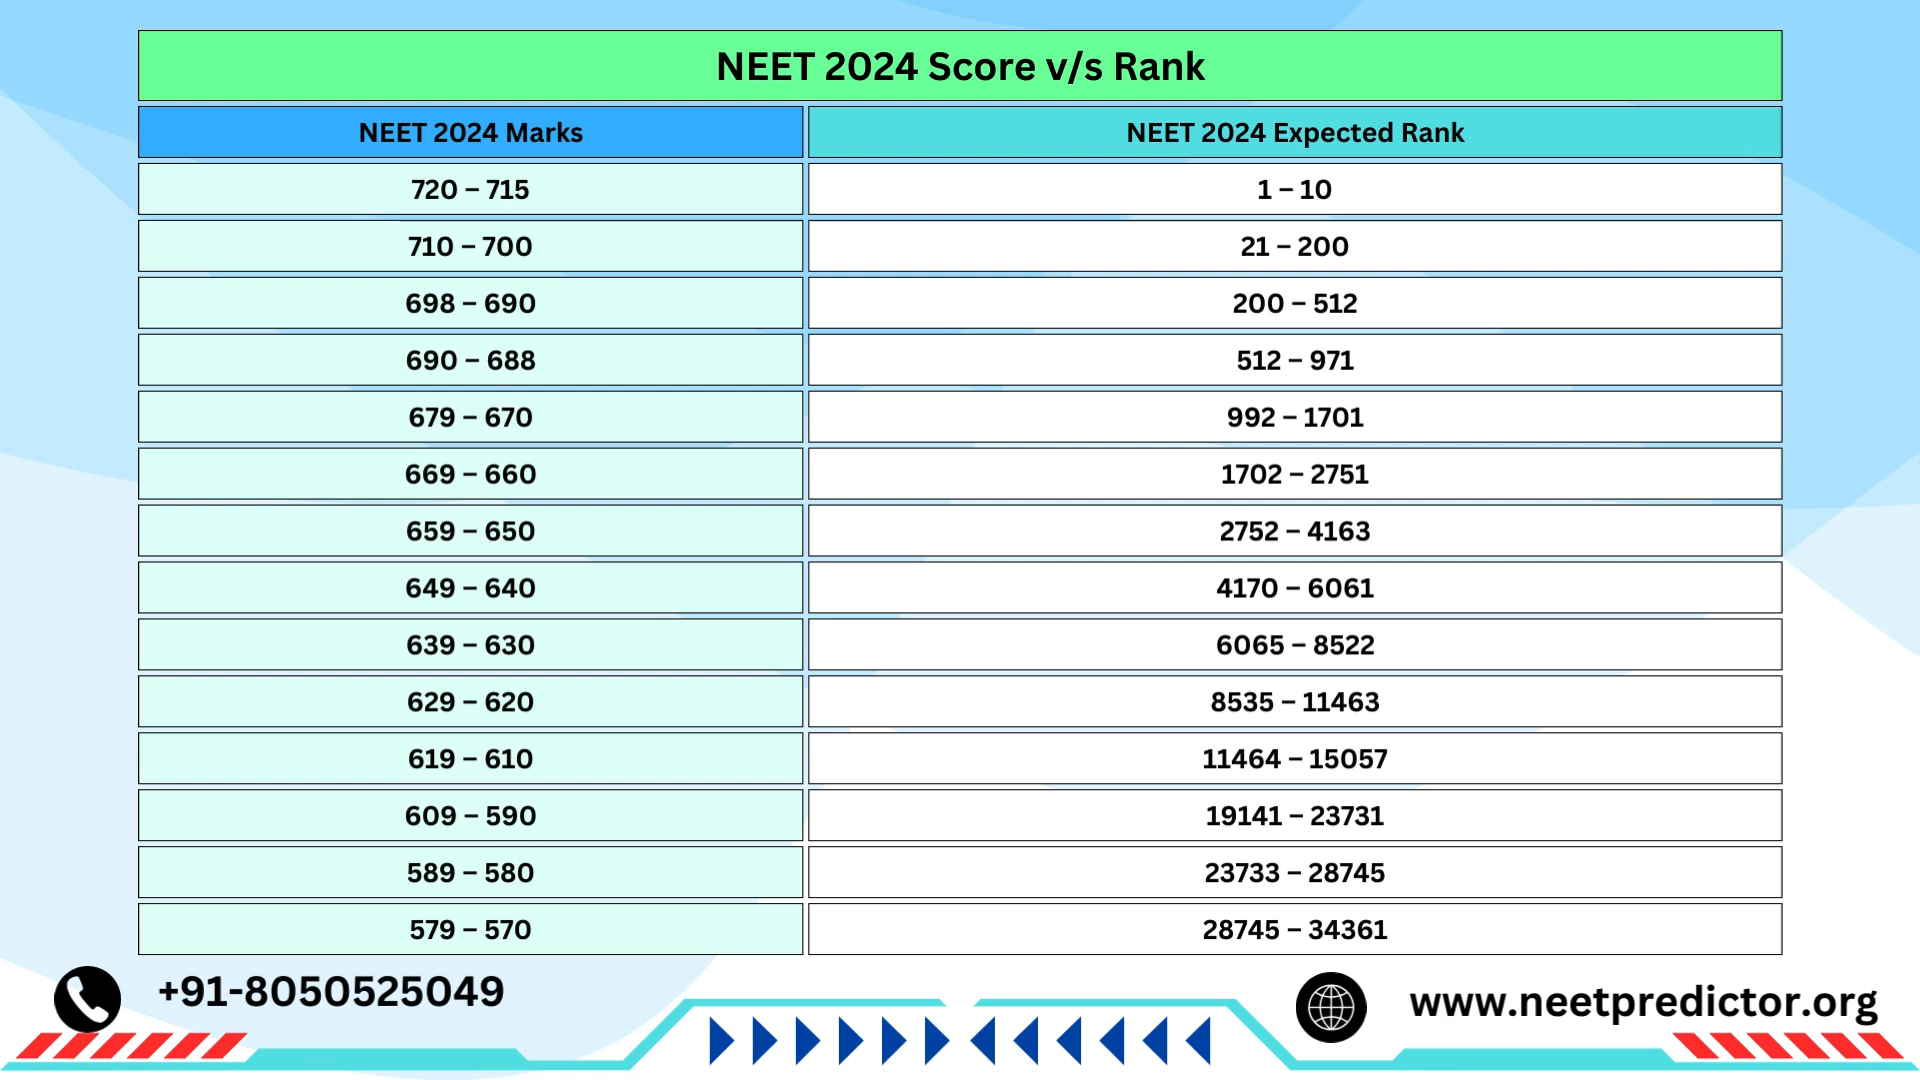 NEET 2024 Score v/s Rank
NEET 2024 Marks NEET 2024 Expected Rank
720 – 715 1 – 10
710 – 700 21 – 200
698 – 690 200 – 512
690 – 688 512 – 971
679 – 670 992 – 1701
669 – 660 1702 – 2751
659 – 650 2752 – 4163
649 – 640 4170 – 6061
639 – 630 6065 – 8522
629 – 620 8535 – 11463
619 – 610 11464 – 15057
609 – 590 19141 – 23731
589 – 580 23733 – 28745
579 – 570 28745 – 34361
+91-8050525049
www.neetpredictor.org